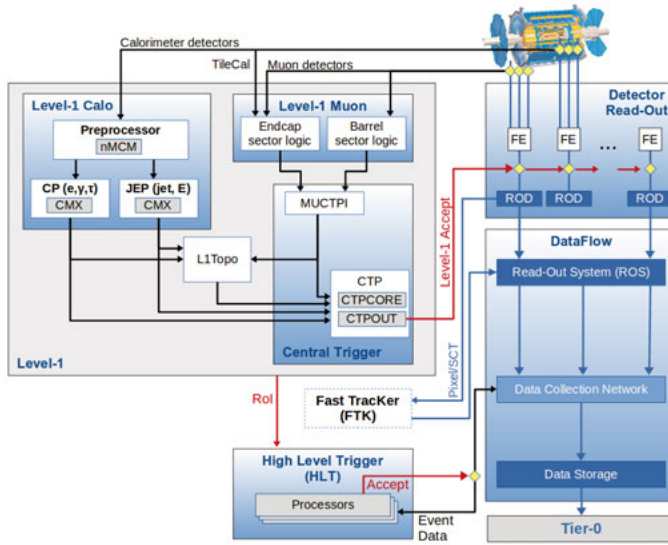 Calorimeter detectors
TileCal
Muon detectors
Level-1 Calo
Preprocessor
nMCM
CP (e,γ,τ)
CMX
JEP (jet, E)
CMX
Level-1 Muon
Endcap
sector logic
Barrel
sector logic
MUCTPI
L1Topo
CTP
CTPCORE
CTPOUT
Central Trigger
Level-1
Level-1 Accept
Detector
Read-Out
FE
FE
...
FE
ROD
ROD
ROD
DataFlow
Read-Out System (ROS)
Pixel/SCT
Data Collection Network
Data Storage
Tier-0
RoI
Fast TracKer
(FTK)
High Level Trigger
(HLT)
Accept
Processors
Event
Data